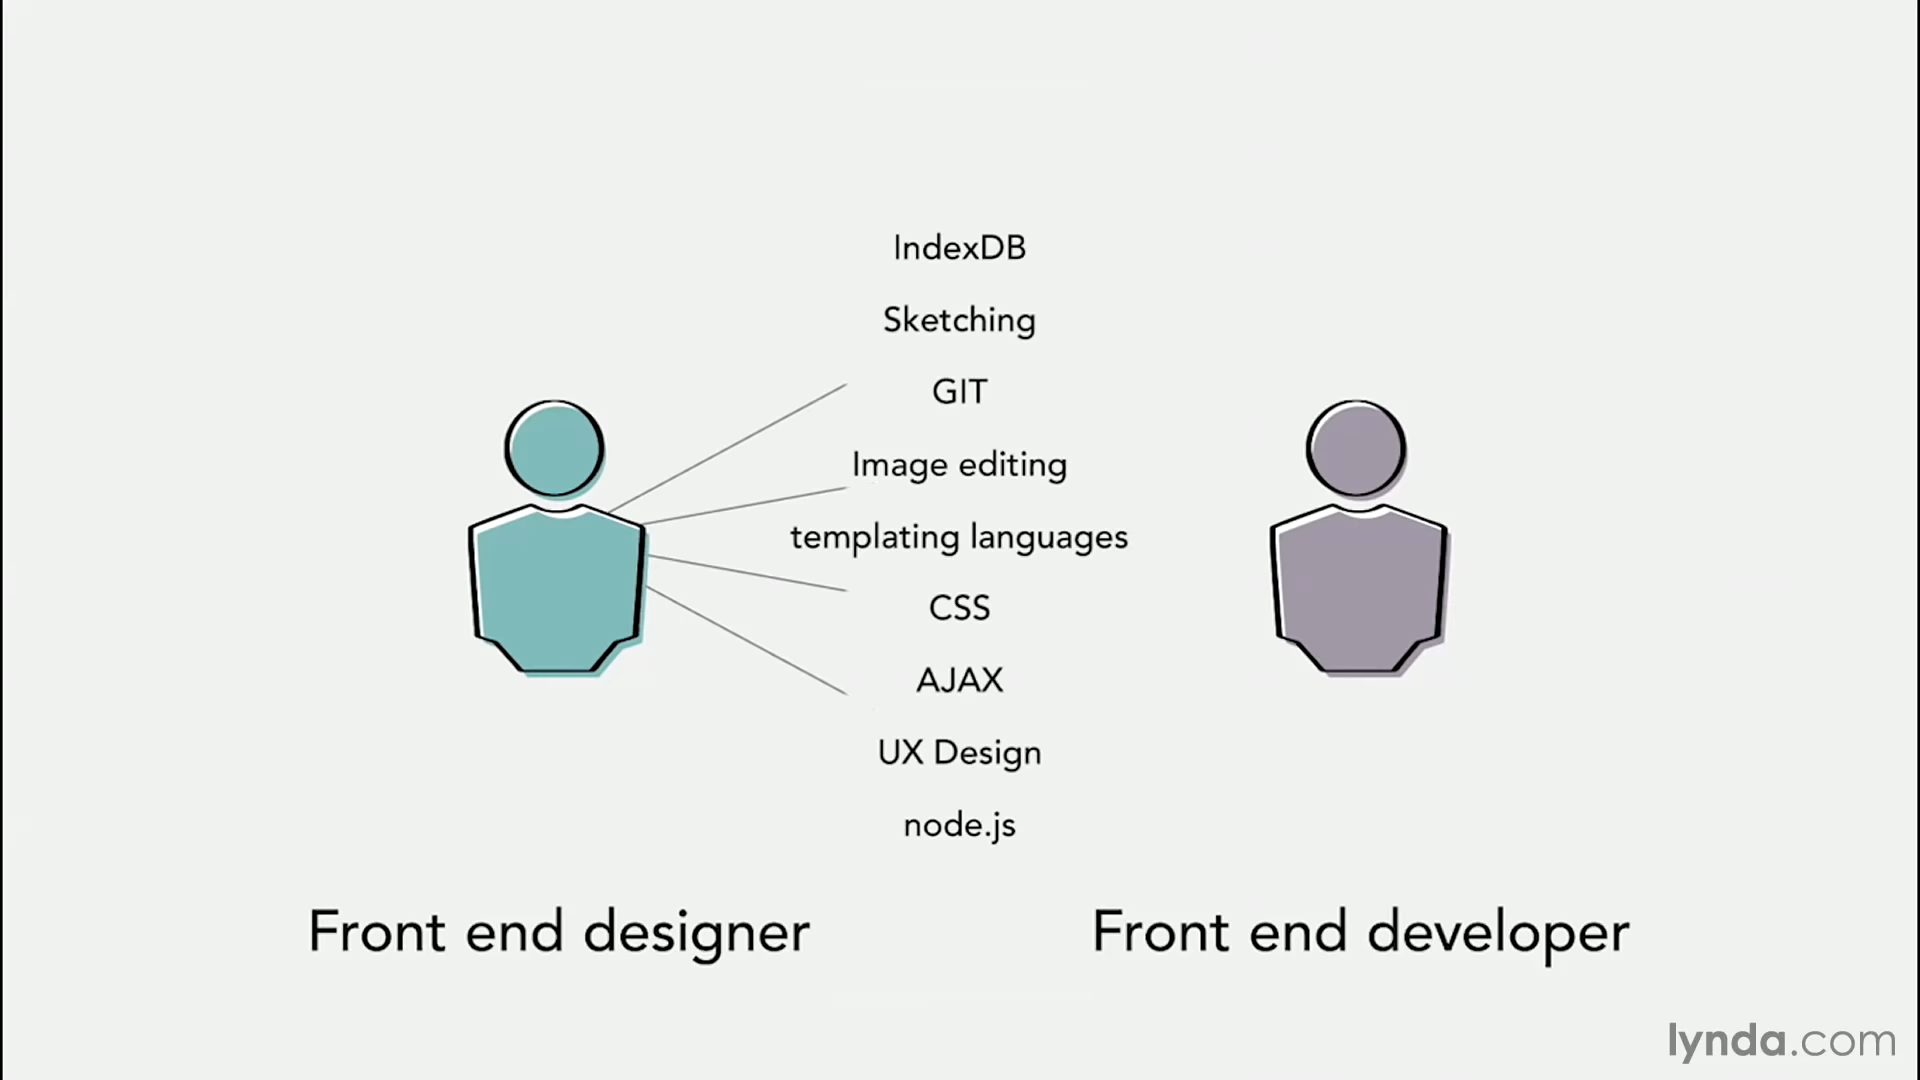 IndexDB
Sketching
GIT
Image editing
templating languages
CSS
AJAX
UX Design
node.js
Front end designer
Front end developer
lynda.com